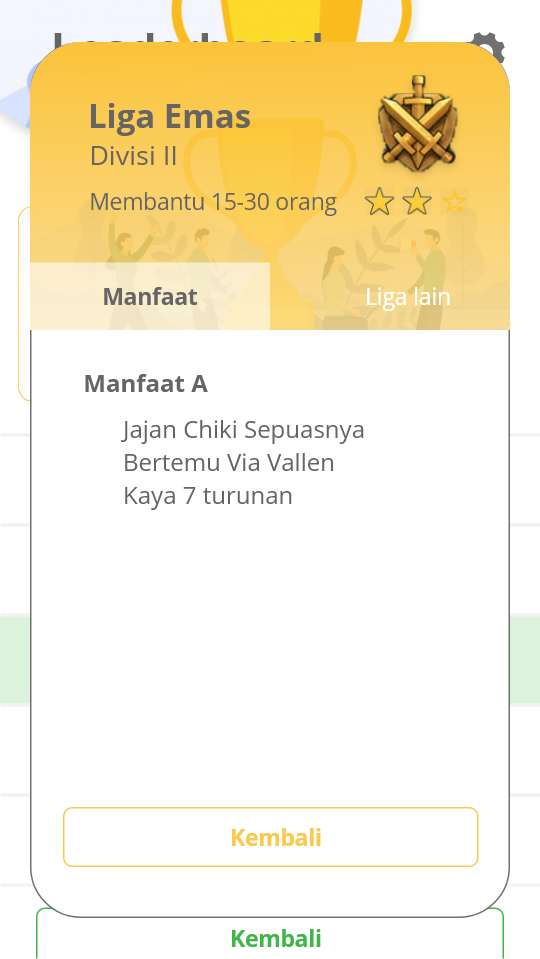 Leaderboard
Liga Emas
Divisi II
Membantu 15-30 orang
Manfaat
Liga lain
Manfaat A
Jajan Chiki Sepuasnya
Bertemu Via Vallen
Kaya 7 turunan
Kembali
Kembali